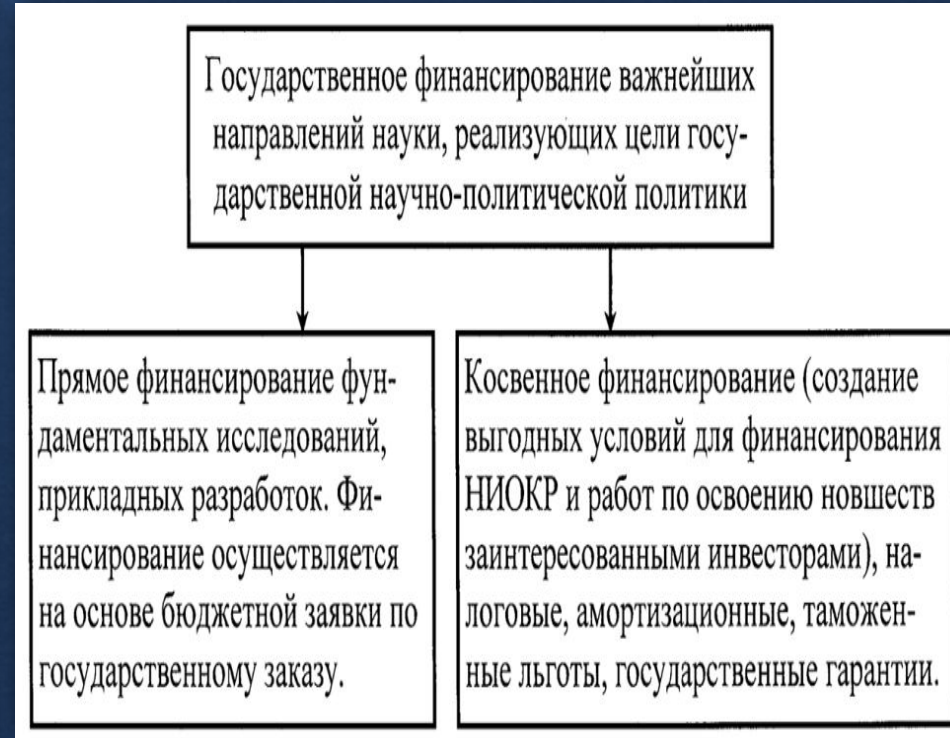 Государственное финансирование важнейших
направлений науки, реализующих цели госу-
дарственной научно-политической политики
Прямое финансирование фун-
даментальных исследований,
прикладных разработок. Фи-
нансирование осуществляется
на основе бюджетной заявки по
государственному заказу.
Косвенное финансирование (создание
выгодных условий для финансирования
НИОКР и работ по освоению новшеств
заинтересованными инвесторами), на-
логовые, амортизационные, таможен-
ные льготы, государственные гарантии.